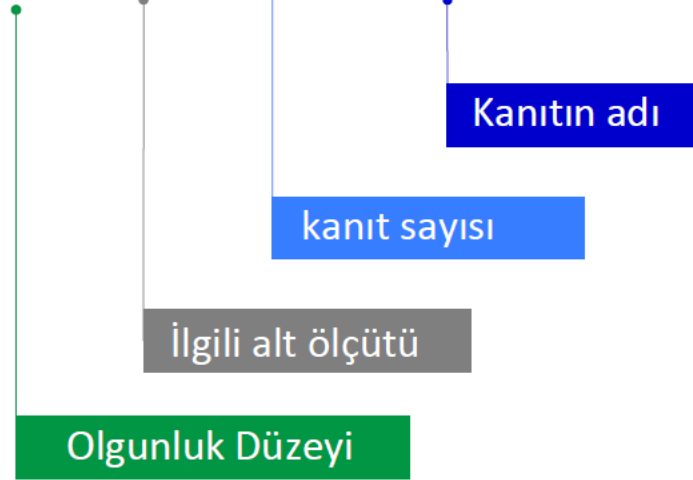 Kanıtın adı
kanıt sayısı
İlgili alt ölçütü
Olgunluk Düzeyi